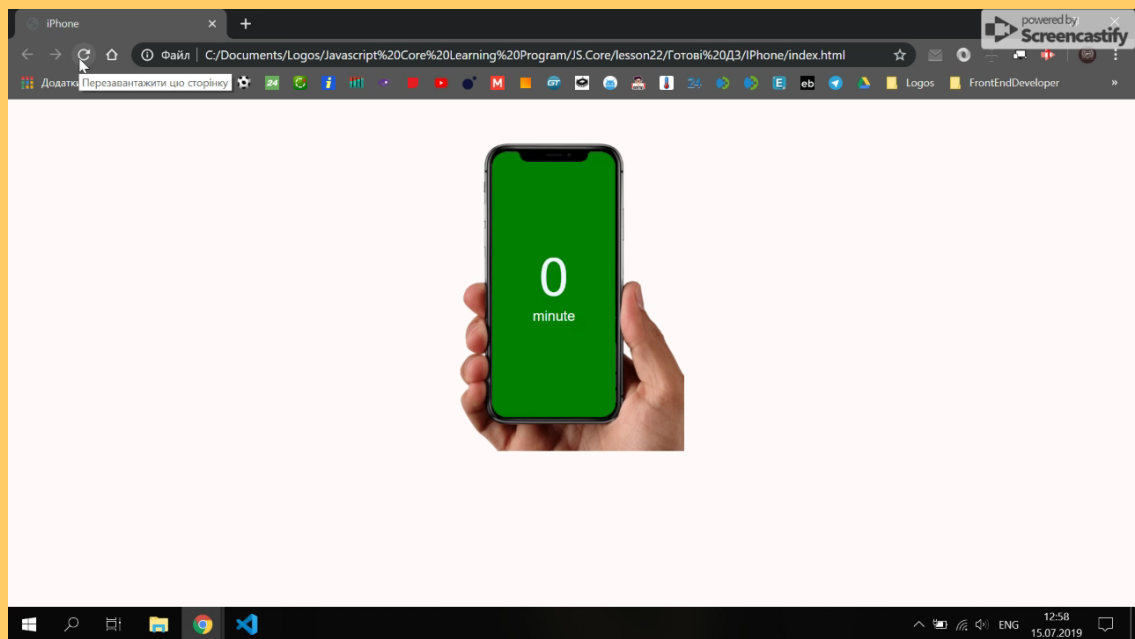 iPhone
powered by
Screencastify
Файл
C:/Documents/Logos/Javascript%20Core%20Learning%20Program/JS.Core/lesson22/Готові%20ДЗ/IPhone/index.html
Перезавантажити цю сторінку
24
GT
24
eb
Logos
FrontEndDeveloper
»
0
minute
ENG
12:58
15.07.2019